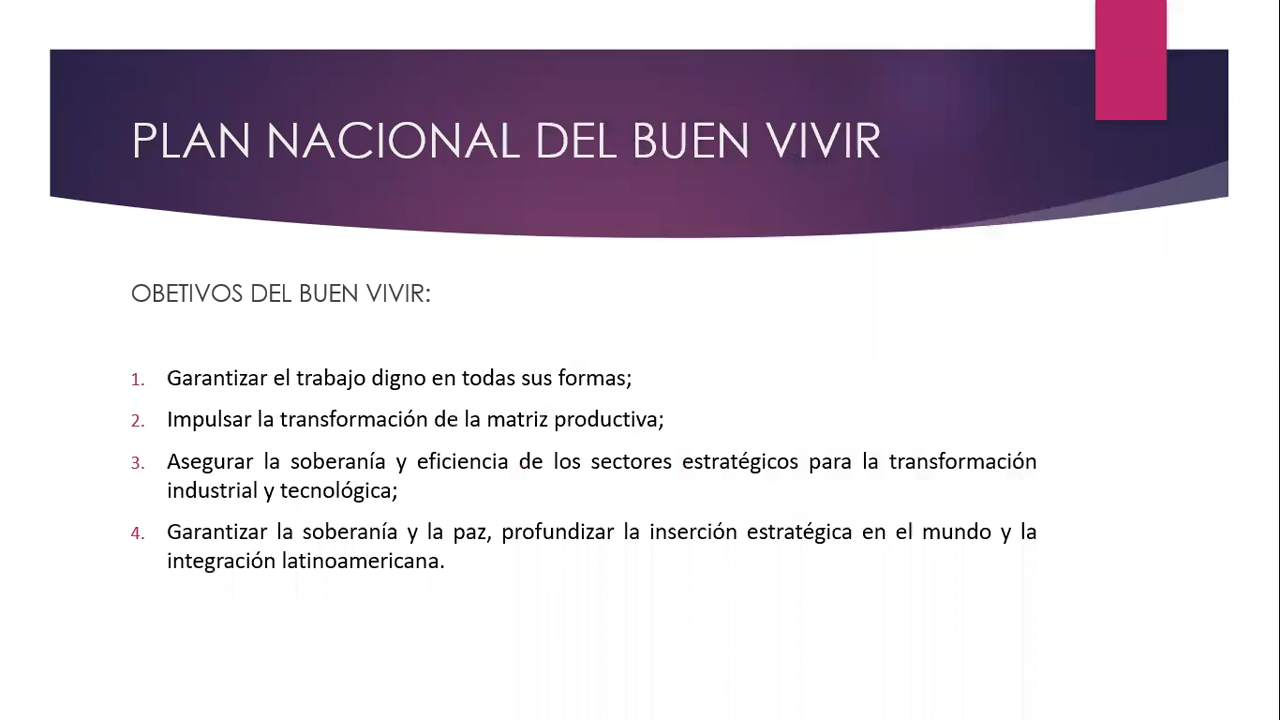 PLAN NACIONAL DEL BUEN VIVIR
OBETIVOS DEL BUEN VIVIR:
1. Garantizar el trabajo digno en todas sus formas;
2. Impulsar la transformación de la matriz productiva;
3. Asegurar la soberanía y eficiencia de los sectores estratégicos para la transformación
industrial y tecnológica;
4. Garantizar la soberanía y la paz, profundizar la inserción estratégica en el mundo y la
integración latinoamericana.